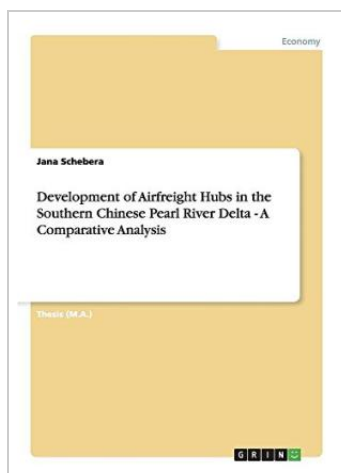 Economy
Jana Schebera
Development of Airfreight Hubs in the
Southern Chinese Pearl River Delta - A
Comparative Analysis
Thesis (M.A.)
GRIN